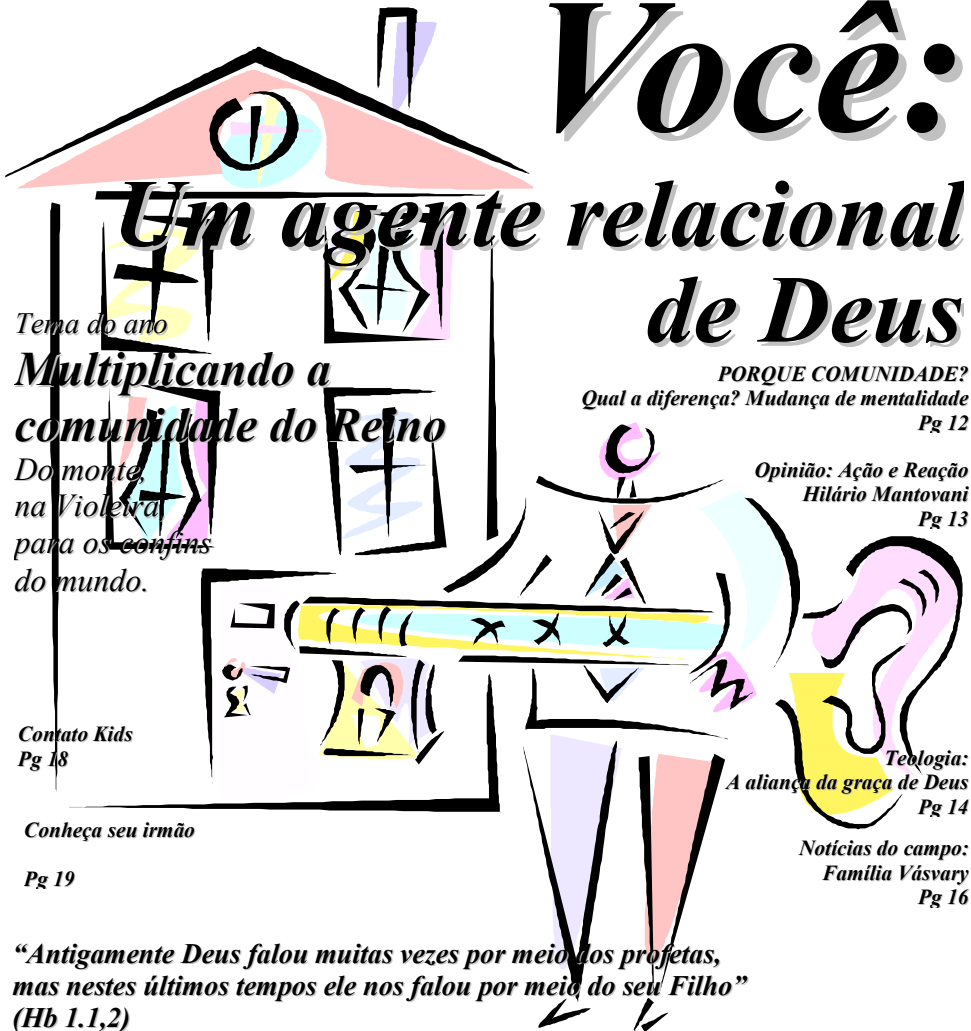 Você:
Um agente relacional
de Deus
Tema do ano
Multiplicando a
comunidade do Reino
Do monte,
na Violeira
para os confins
do mundo.
PORQUE COMUNIDADE?
Qual a diferença? Mudança de mentalidade
Pg 12
Opinião: Ação e Reação
Hilário Mantovani
Pg 13
Contato Kids
Pg 18
Teologia:
A aliança da graça de Deus
Pg 14
Conheça seu irmão
Pg 19
Notícias do campo:
Família Vásvary
Pg 16
“Antigamente Deus falou muitas vezes por meio dos profetas,
mas nestes últimos tempos ele nos falou por meio do seu Filho”
(Hb 1.1,2)